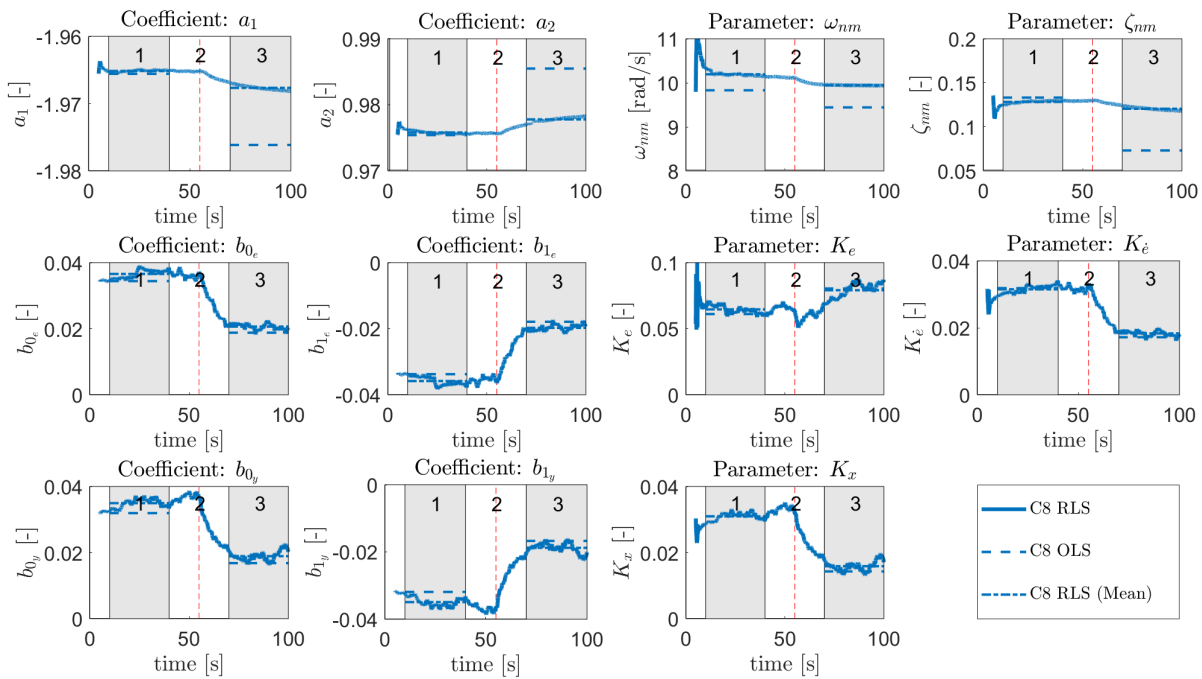 Coefficient: a₁
Coefficient: a₂
Parameter: ωₙₘ
Parameter: ζₙₘ
-1.96
-1.97
-1.98
a₁ [-]
1 2 3
0 50 100
time [s]
0.99
0.98
0.97
a₂ [-]
1 2 3
0 50 100
time [s]
11
10
9
8
ωₙₘ [rad/s]
1 2 3
0 50 100
time [s]
0.2
0.15
0.1
0.05
ζₙₘ [-]
1 2 3
0 50 100
time [s]
Coefficient: b₀ₑ
Coefficient: b₁ₑ
Parameter: Kₑ
Parameter: K_ė
0.04
0.02
0
b₀ₑ [-]
1 2 3
0 50 100
time [s]
0
-0.02
-0.04
b₁ₑ [-]
1 2 3
0 50 100
time [s]
0.1
0.05
0
Kₑ [-]
1 2 3
0 50 100
time [s]
0.04
0.02
0
K_ė [-]
1 2 3
0 50 100
time [s]
Coefficient: b₀_y
Coefficient: b₁_y
Parameter: Kₓ
0.04
0.02
0
b₀_y [-]
1 2 3
0 50 100
time [s]
0
-0.02
-0.04
b₁_y [-]
1 2 3
0 50 100
time [s]
0.04
0.02
0
Kₓ [-]
1 2 3
0 50 100
time [s]
C8 RLS
C8 OLS
C8 RLS (Mean)